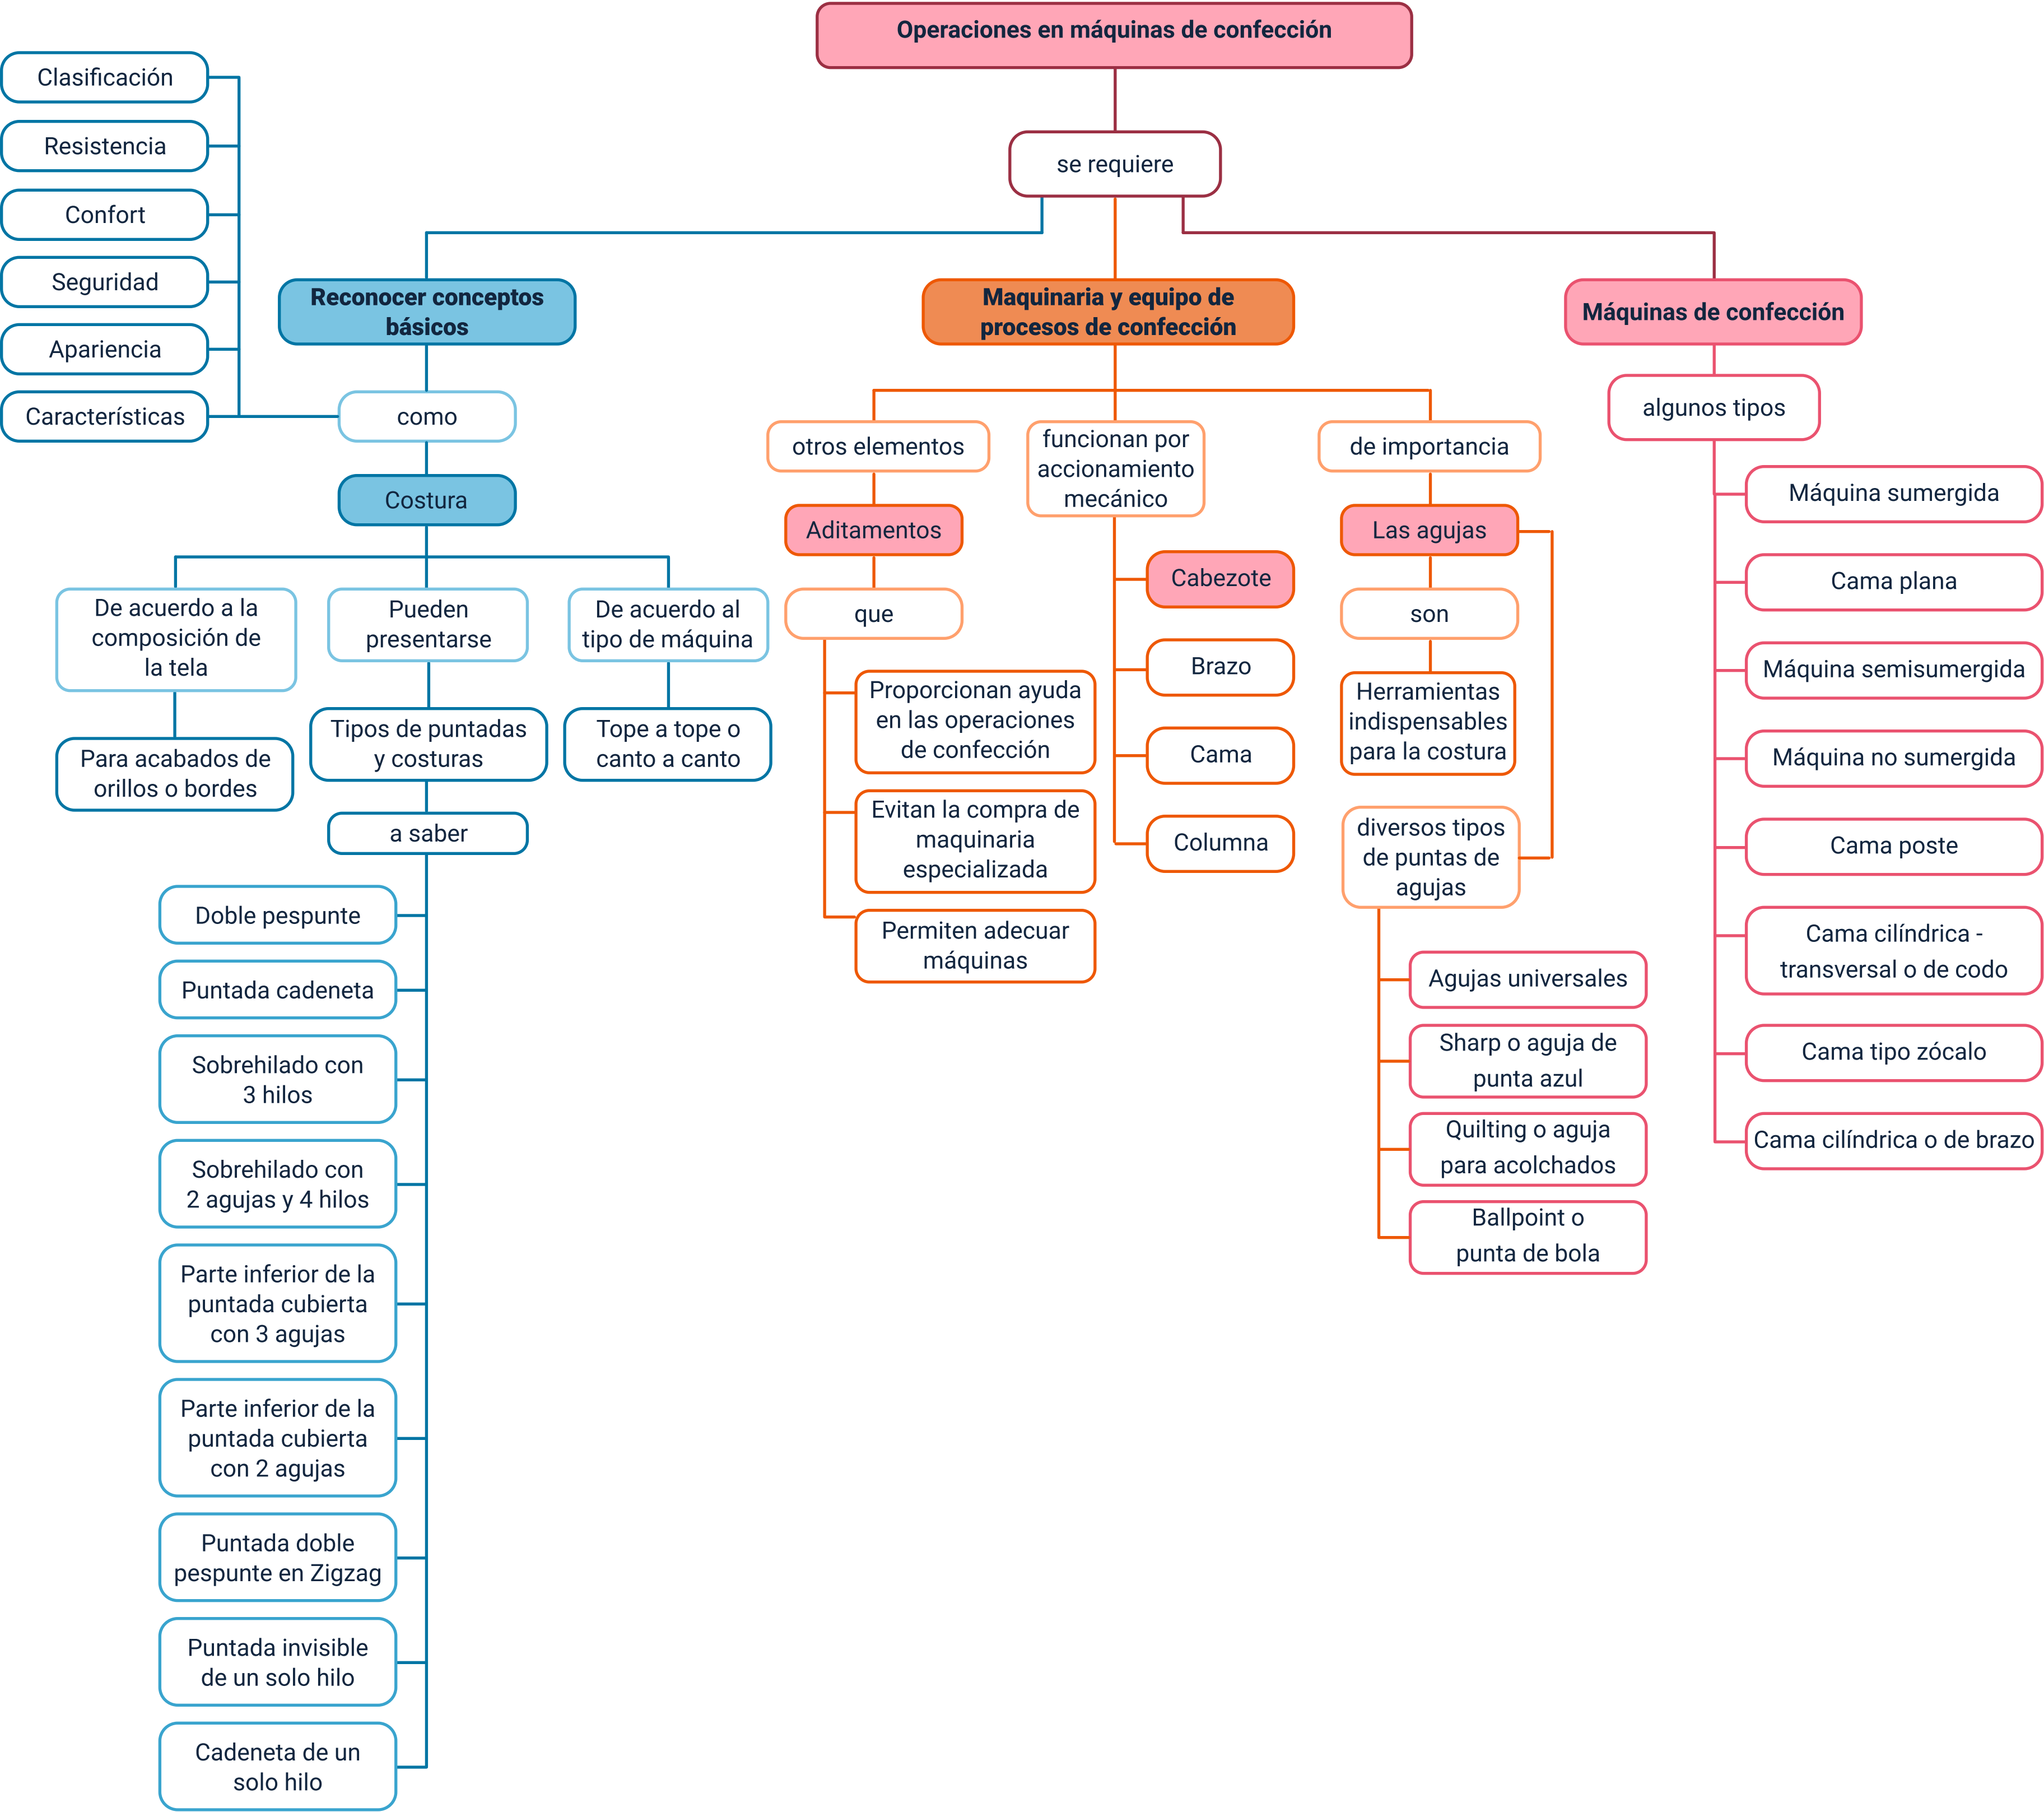 Operaciones en máquinas de confección
se requiere
Clasificación
Resistencia
Confort
Seguridad
Apariencia
Características
Reconocer conceptos
básicos
como
Costura
De acuerdo a la
composición de
la tela
Para acabados de
orillos o bordes
Pueden
presentarse
Tipos de puntadas
y costuras
a saber
De acuerdo al
tipo de máquina
Tope a tope o
canto a canto
Doble pespunte
Puntada cadeneta
Sobrehilado con
3 hilos
Sobrehilado con
2 agujas y 4 hilos
Parte inferior de la
puntada cubierta
con 3 agujas
Parte inferior de la
puntada cubierta
con 2 agujas
Puntada doble
pespunte en Zigzag
Puntada invisible
de un solo hilo
Cadeneta de un
solo hilo
Maquinaria y equipo de
procesos de confección
otros elementos
Aditamentos
que
Proporcionan ayuda
en las operaciones
de confección
Evitan la compra de
maquinaria
especializada
Permiten adecuar
máquinas
funcionan por
accionamiento
mecánico
Cabezote
Brazo
Cama
Columna
de importancia
Las agujas
son
Herramientas
indispensables
para la costura
diversos tipos
de puntas de
agujas
Agujas universales
Sharp o aguja de
punta azul
Quilting o aguja
para acolchados
Ballpoint o
punta de bola
Máquinas de confección
algunos tipos
Máquina sumergida
Cama plana
Máquina semisumergida
Máquina no sumergida
Cama poste
Cama cilíndrica -
transversal o de codo
Cama tipo zócalo
Cama cilíndrica o de brazo